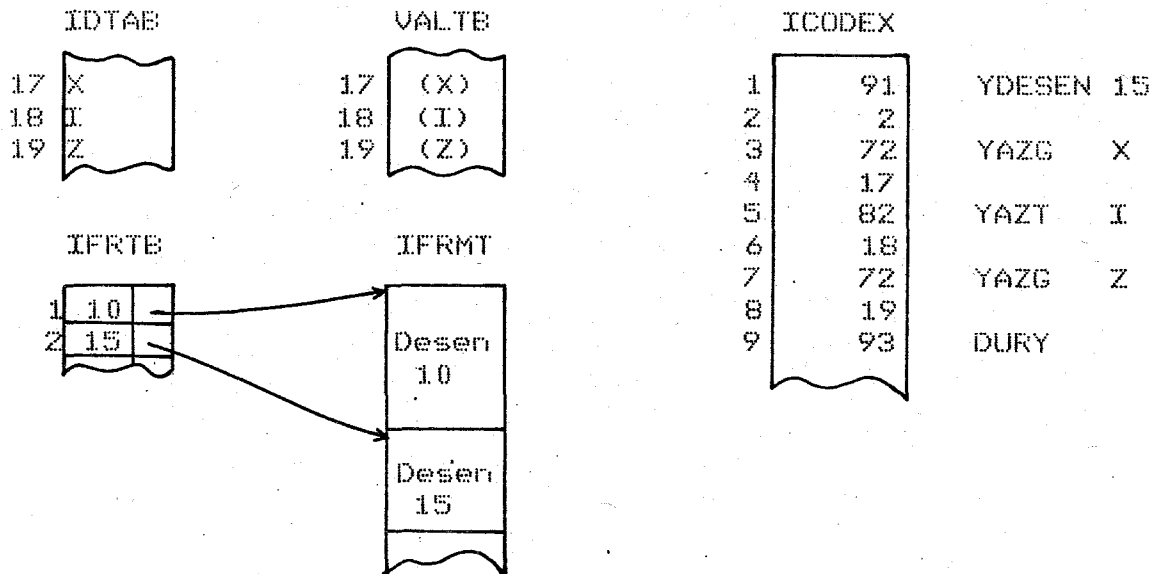 IDTAB
17 X
18 I
19 Z
VALTB
17 (X)
18 (I)
19 (Z)
ICODEX
1 91 YDESEN 15
2 2
3 72 YAZG X
4 17
5 82 YAZT I
6 18
7 72 YAZG Z
8 19
9 93 DURY
IFRTB
1 10
2 15
IFRMT
Desen
10
Desen
15